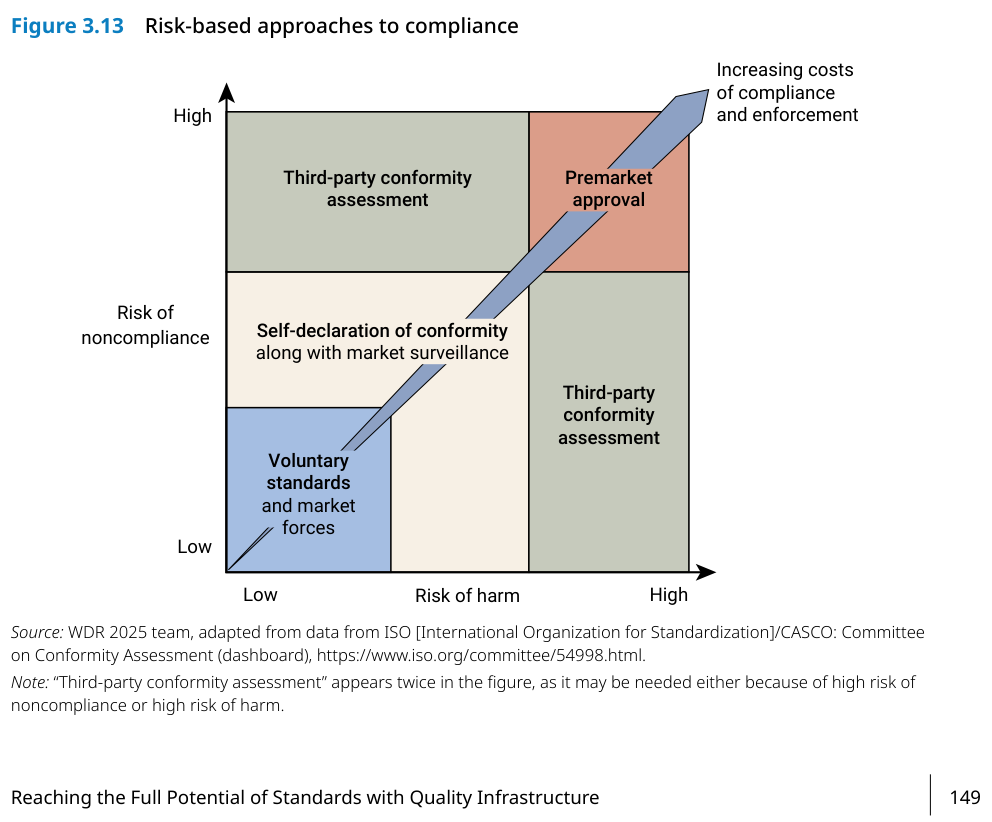 Figure 3.13 Risk-based approaches to compliance
Increasing costs
of compliance
and enforcement
High
Third-party conformity
assessment
Premarket
approval
Risk of
noncompliance
Self-declaration of conformity
along with market surveillance
Third-party
conformity
assessment
Voluntary
standards
and market
forces
Low
Low
Risk of harm
High
Source: WDR 2025 team, adapted from data from ISO [International Organization for Standardization]/CASCO: Committee
on Conformity Assessment (dashboard), https://www.iso.org/committee/54998.html.
Note: “Third-party conformity assessment” appears twice in the figure, as it may be needed either because of high risk of
noncompliance or high risk of harm.
Reaching the Full Potential of Standards with Quality Infrastructure
149